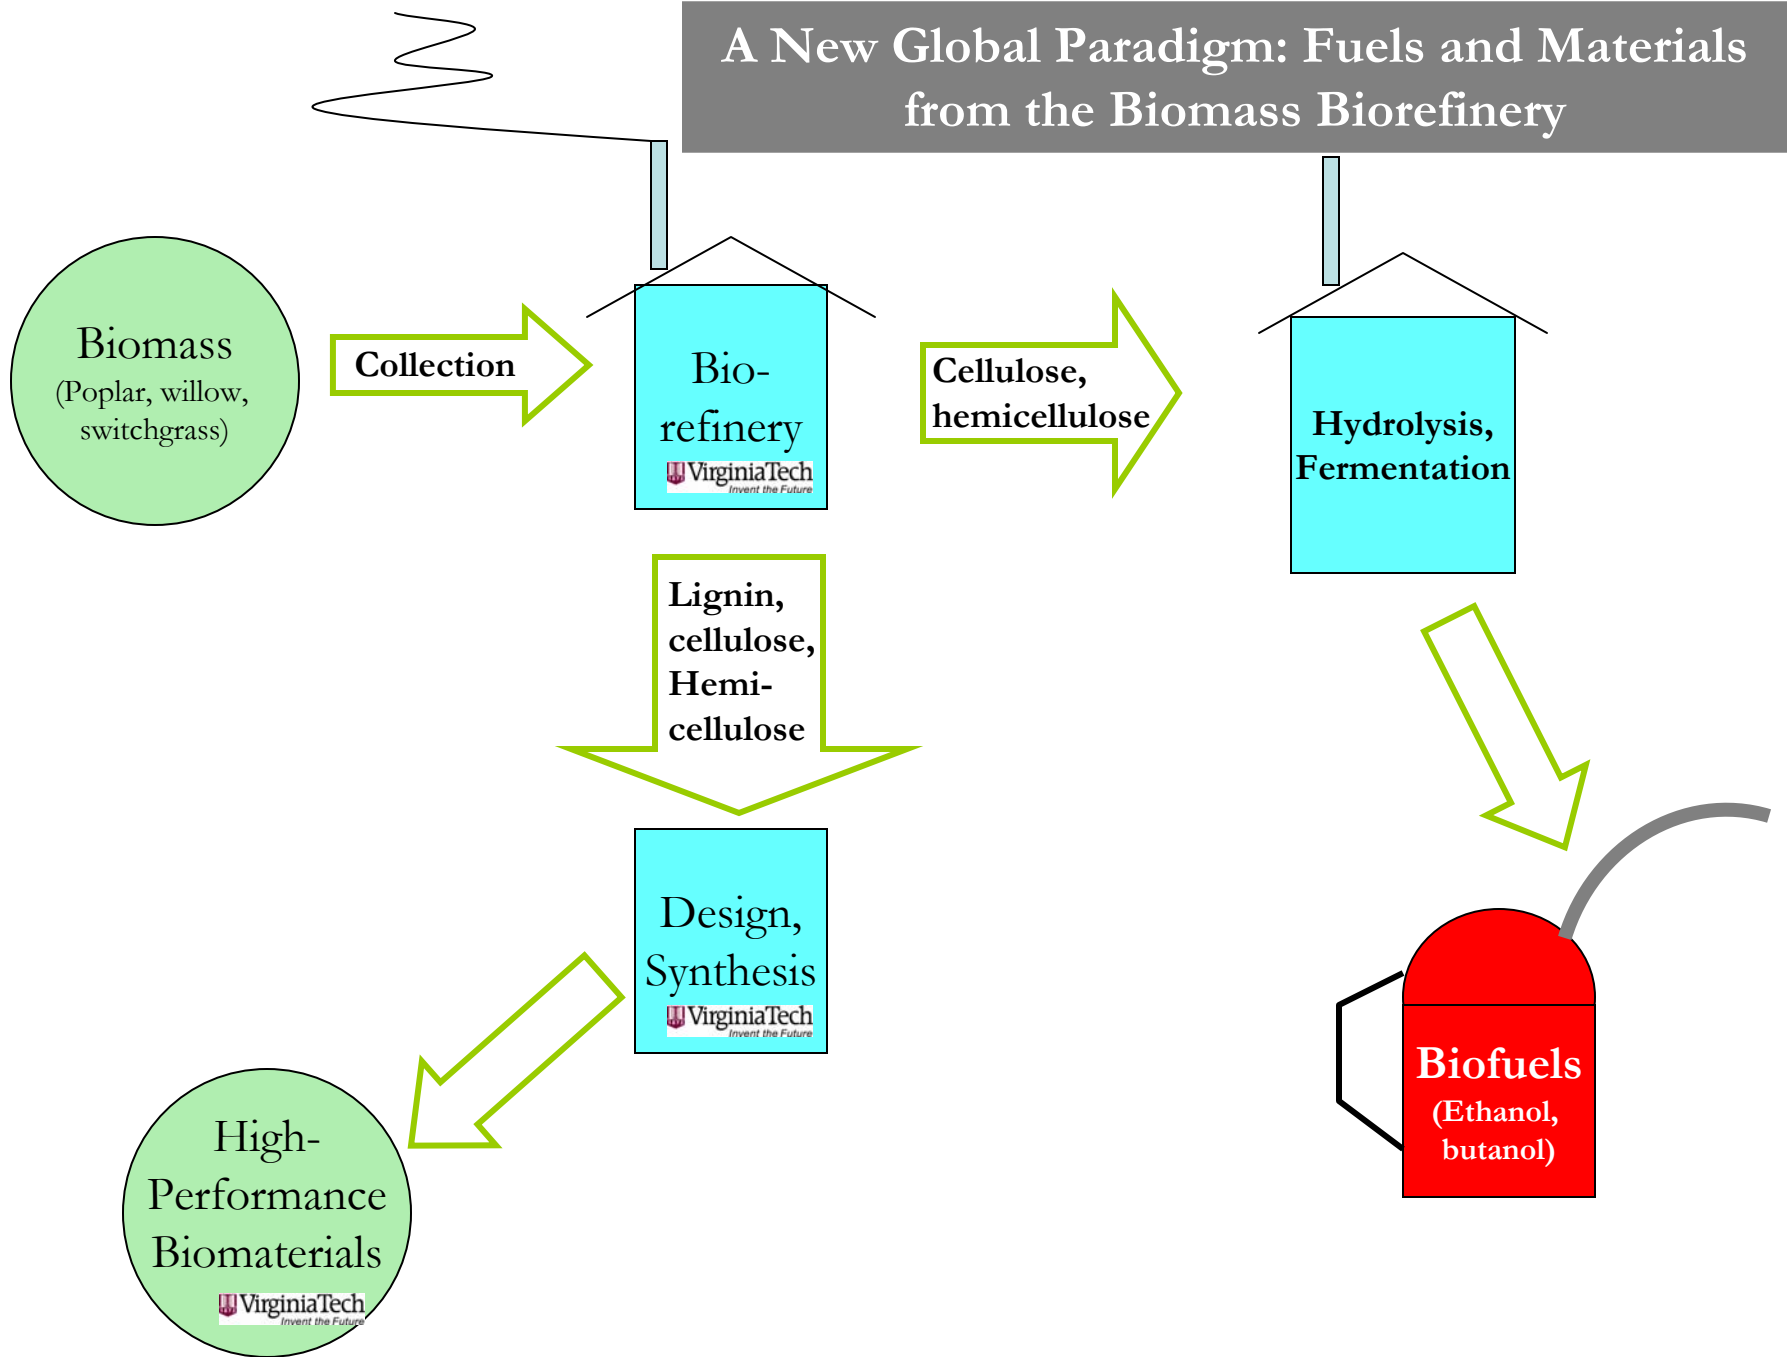 A New Global Paradigm: Fuels and Materials
from the Biomass Biorefinery
Biomass
(Poplar, willow,
switchgrass)
Collection
Bio-
refinery
VirginiaTech
Invent the Future
Cellulose,
hemicellulose
Hydrolysis,
Fermentation
Lignin,
cellulose,
Hemi-
cellulose
Design,
Synthesis
VirginiaTech
Invent the Future
High-
Performance
Biomaterials
VirginiaTech
Invent the Future
Biofuels
(Ethanol,
butanol)